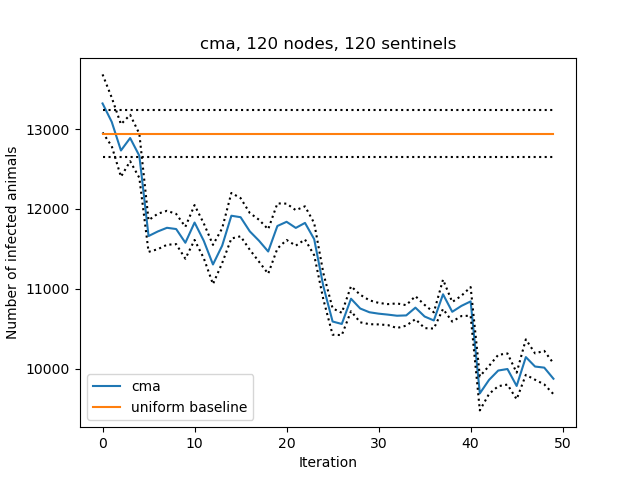 cma, 120 nodes, 120 sentinels
Number of infected animals
13000
12000
11000
10000
cma
uniform baseline
0 10 20 30 40 50
Iteration